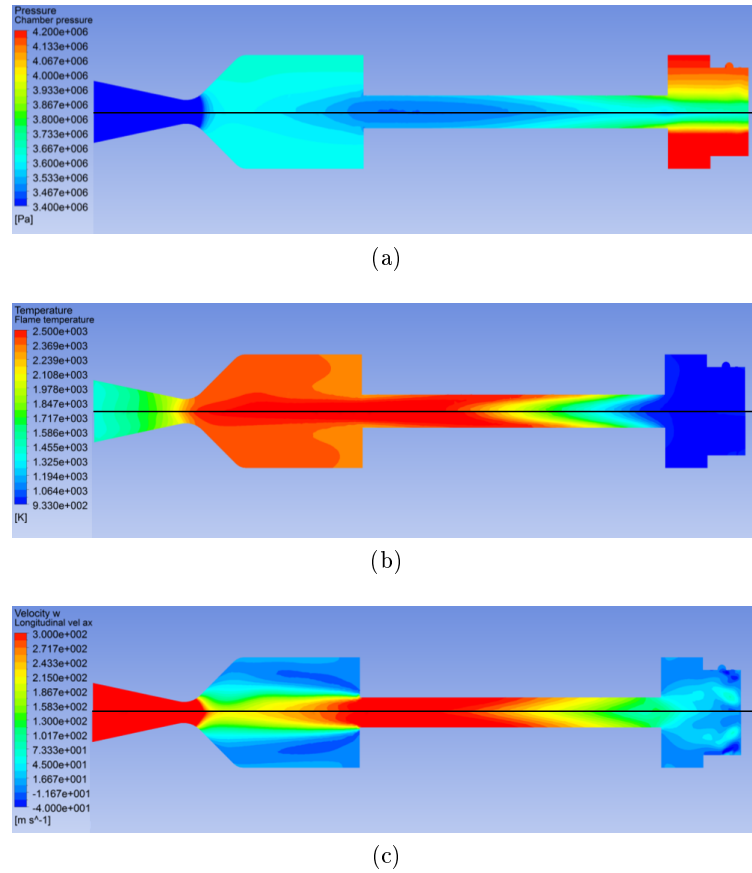 Pressure
Chamber pressure
4.200e+006
4.133e+006
4.067e+006
4.000e+006
3.933e+006
3.867e+006
3.800e+006
3.733e+006
3.667e+006
3.600e+006
3.533e+006
3.467e+006
3.400e+006
[Pa]
(a)
Temperature
Flame temperature
2.500e+003
2.369e+003
2.239e+003
2.108e+003
1.978e+003
1.847e+003
1.717e+003
1.586e+003
1.455e+003
1.325e+003
1.194e+003
1.064e+003
9.330e+002
[K]
(b)
Velocity w
Longitudinal vel ax
3.000e+002
2.717e+002
2.433e+002
2.150e+002
1.867e+002
1.583e+002
1.300e+002
1.017e+002
7.333e+001
4.500e+001
1.667e+001
-1.167e+001
-4.000e+001
[m s^-1]
(c)